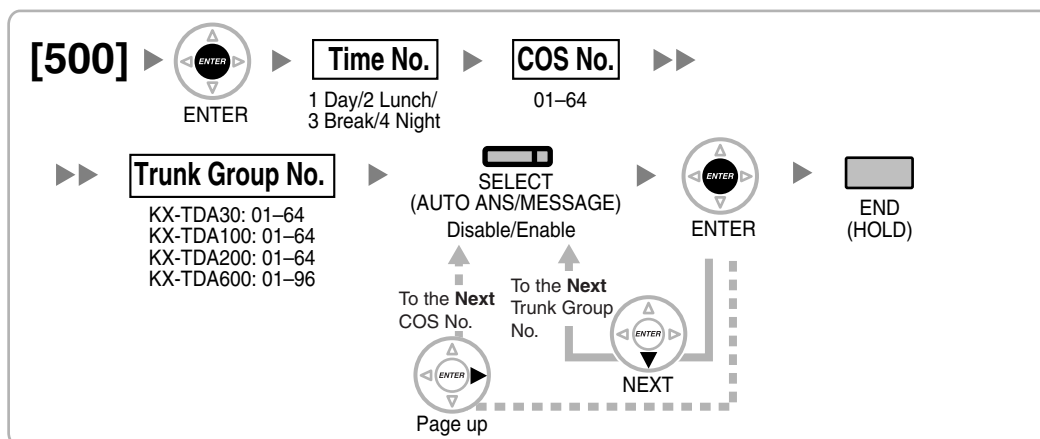 [500]
ENTER
Time No.
COS No.
ENTER
1 Day/2 Lunch/
3 Break/4 Night
01–64
Trunk Group No.
KX-TDA30: 01–64
KX-TDA100: 01–64
KX-TDA200: 01–64
KX-TDA600: 01–96
SELECT
(AUTO ANS/MESSAGE)
Disable/Enable
ENTER
ENTER
END
(HOLD)
To the Next
COS No.
To the Next
Trunk Group
No.
ENTER
NEXT
ENTER
Page up